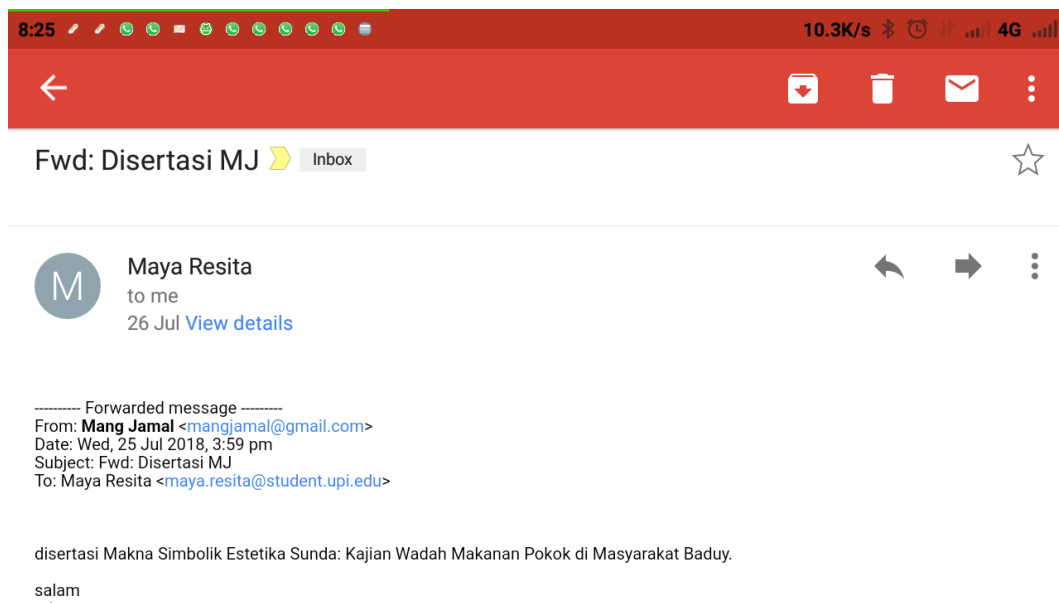 8:25 10.3K/s 4G
Fwd: Disertasi MJ Inbox
M
Maya Resita
to me
26 Jul View details
---------- Forwarded message ---------
From: Mang Jamal <mangjamal@gmail.com>
Date: Wed, 25 Jul 2018, 3:59 pm
Subject: Fwd: Disertasi MJ
To: Maya Resita <maya.resita@student.upi.edu>
disertasi Makna Simbolik Estetika Sunda: Kajian Wadah Makanan Pokok di Masyarakat Baduy.
salam